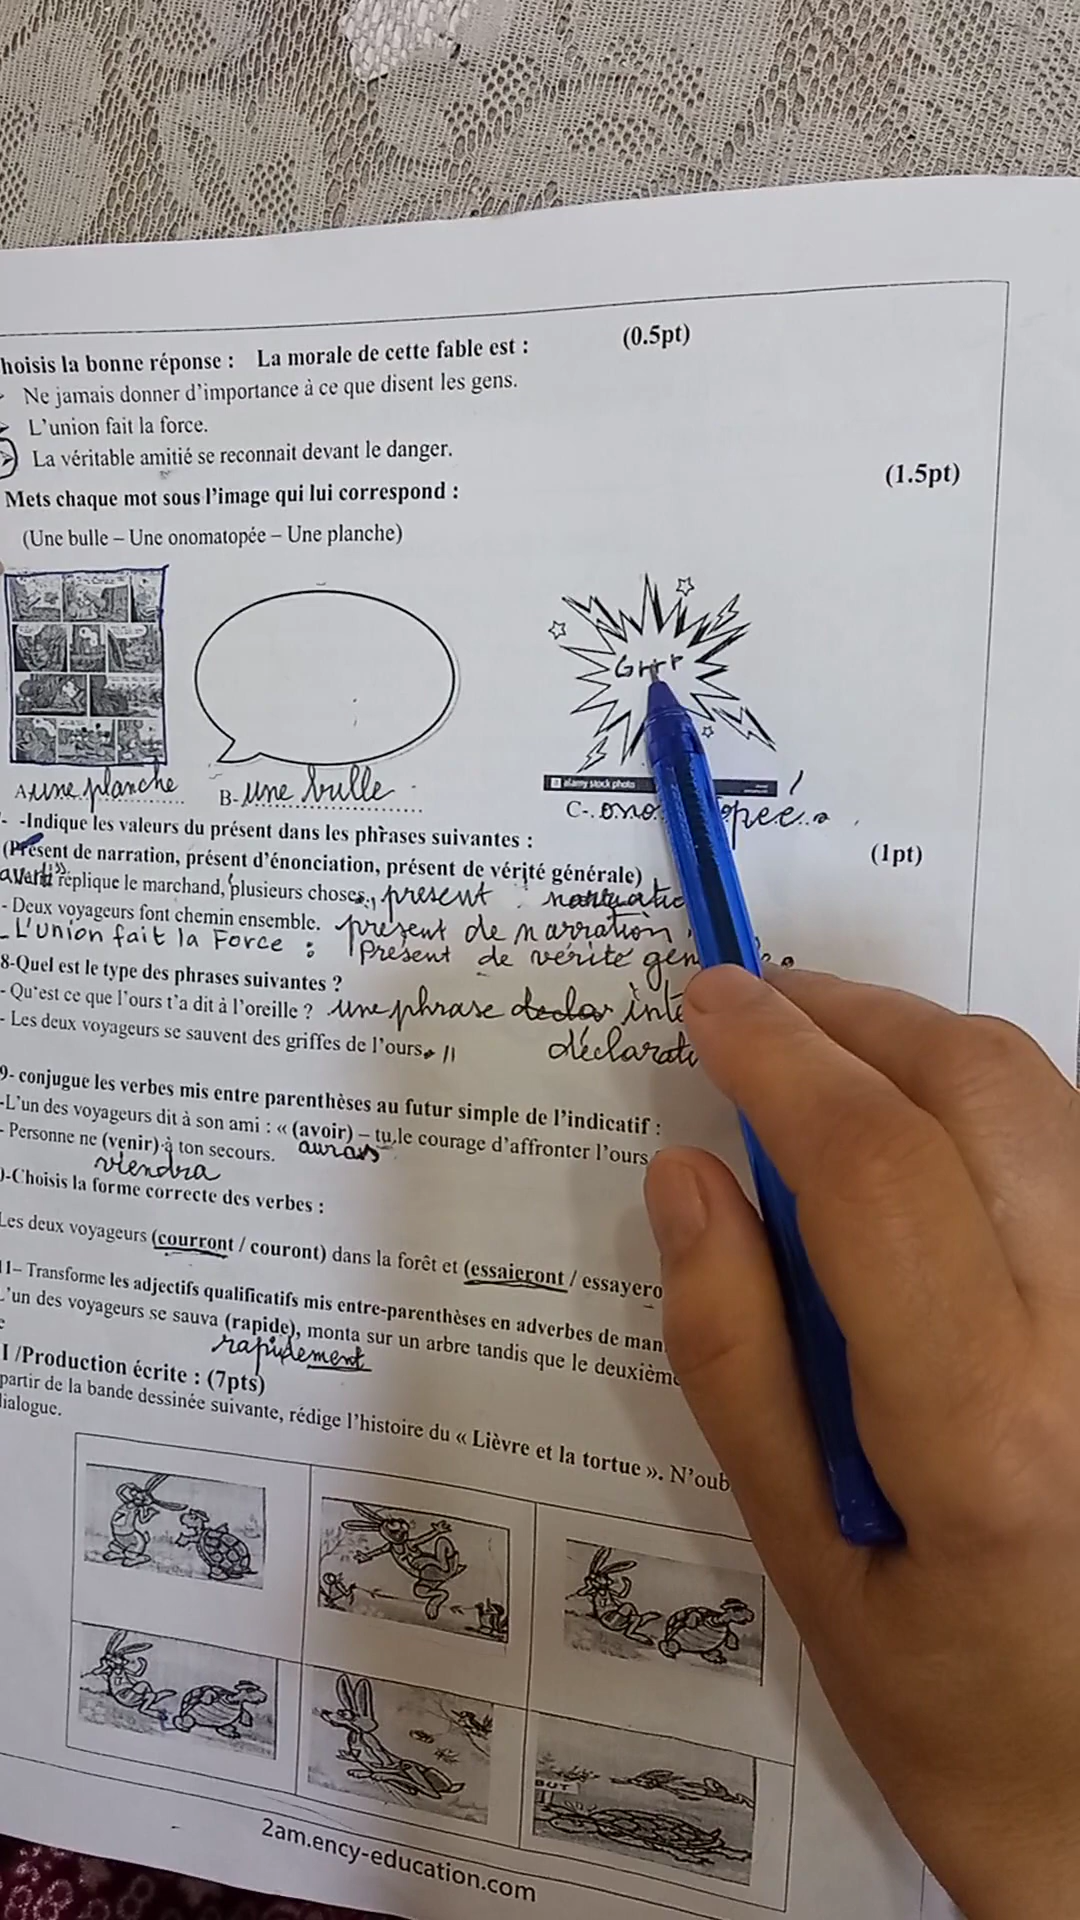 hoisis la bonne réponse : La morale de cette fable est : (0.5pt)
Ne jamais donner d'importance à ce que disent les gens.
L'union fait la force.
La véritable amitié se reconnait devant le danger.
Mets chaque mot sous l'image qui lui correspond : (1.5pt)
(Une bulle – Une onomatopée – Une planche)
Grrr
alamy stock photo
A une planche B- une bulle C-. ono opée
- -Indique les valeurs du présent dans les phrases suivantes :
(Présent de narration, présent d'énonciation, présent de vérité générale) (1pt)
réplique le marchand, plusieurs choses, présent
- Deux voyageurs font chemin ensemble. présent de narration
- L'union fait la Force : Présent de vérité gén
8-Quel est le type des phrases suivantes ?
- Qu'est ce que l'ours t'a dit à l'oreille ? une phrase declar inte
- Les deux voyageurs se sauvent des griffes de l'ours. // déclarati
9- conjugue les verbes mis entre parenthèses au futur simple de l'indicatif :
-L'un des voyageurs dit à son ami : « (avoir) – tu le courage d'affronter l'ours
auras
- Personne ne (venir) à ton secours.
viendra
)-Choisis la forme correcte des verbes :
Les deux voyageurs (courront / couront) dans la forêt et (essaieront / essayero
11– Transforme les adjectifs qualificatifs mis entre-parenthèses en adverbes de man
L'un des voyageurs se sauva (rapide), monta sur un arbre tandis que le deuxième
rapidement
I /Production écrite : (7pts)
partir de la bande dessinée suivante, rédige l'histoire du « Lièvre et la tortue ». N'oub
dialogue.
BUT
2am.ency-education.com